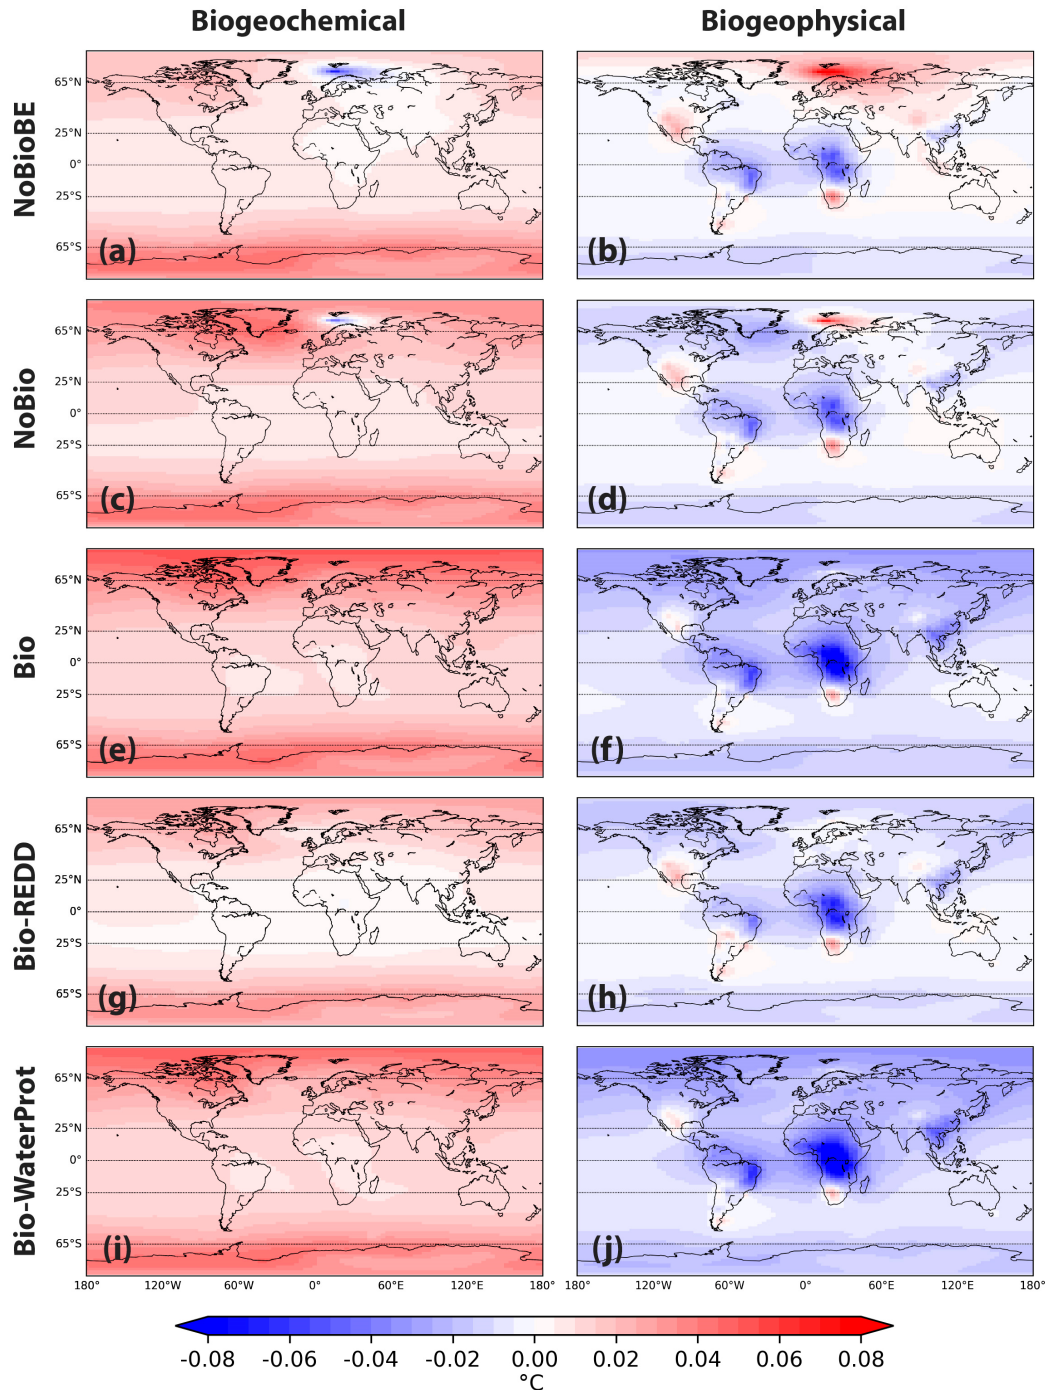 Biogeochemical Biogeophysical
NoBioBE
65°N
25°N
0°
25°S
65°S
(a) (b)
NoBio
65°N
25°N
0°
25°S
65°S
(c) (d)
Bio
65°N
25°N
0°
25°S
65°S
(e) (f)
Bio-REDD
65°N
25°N
0°
25°S
65°S
(g) (h)
Bio-WaterProt
65°N
25°N
0°
25°S
65°S
(i) (j)
180° 120°W 60°W 0° 60°E 120°E 180° 180° 120°W 60°W 0° 60°E 120°E 180°
-0.08 -0.06 -0.04 -0.02 0.00 0.02 0.04 0.06 0.08
°C